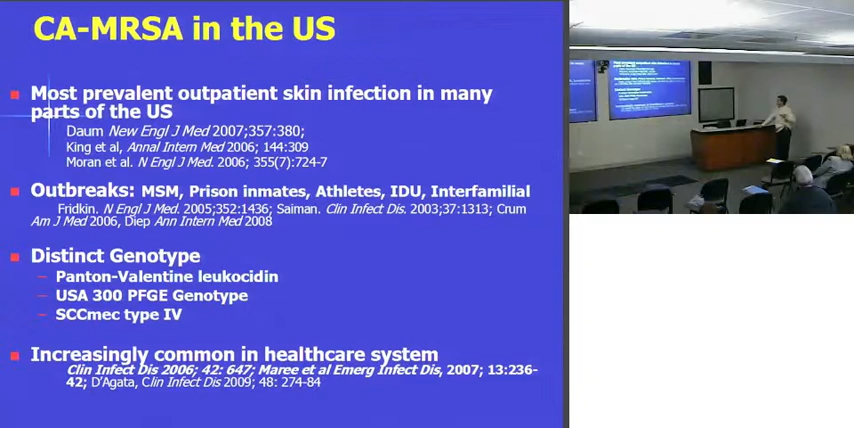 CA-MRSA in the US
Most prevalent outpatient skin infection in many
parts of the US
Daum New Engl J Med 2007;357:380;
King et al, Annal Intern Med 2006; 144:309
Moran et al. N Engl J Med. 2006; 355(7):724-7
Outbreaks: MSM, Prison inmates, Athletes, IDU, Interfamilial
Fridkin. N Engl J Med. 2005;352:1436; Saiman. Clin Infect Dis. 2003;37:1313; Crum
Am J Med 2006, Diep Ann Intern Med 2008
Distinct Genotype
– Panton-Valentine leukocidin
– USA 300 PFGE Genotype
– SCCmec type IV
Increasingly common in healthcare system
Clin Infect Dis 2006; 42: 647; Maree et al Emerg Infect Dis, 2007; 13:236-
42; D'Agata, Clin Infect Dis 2009; 48: 274-84